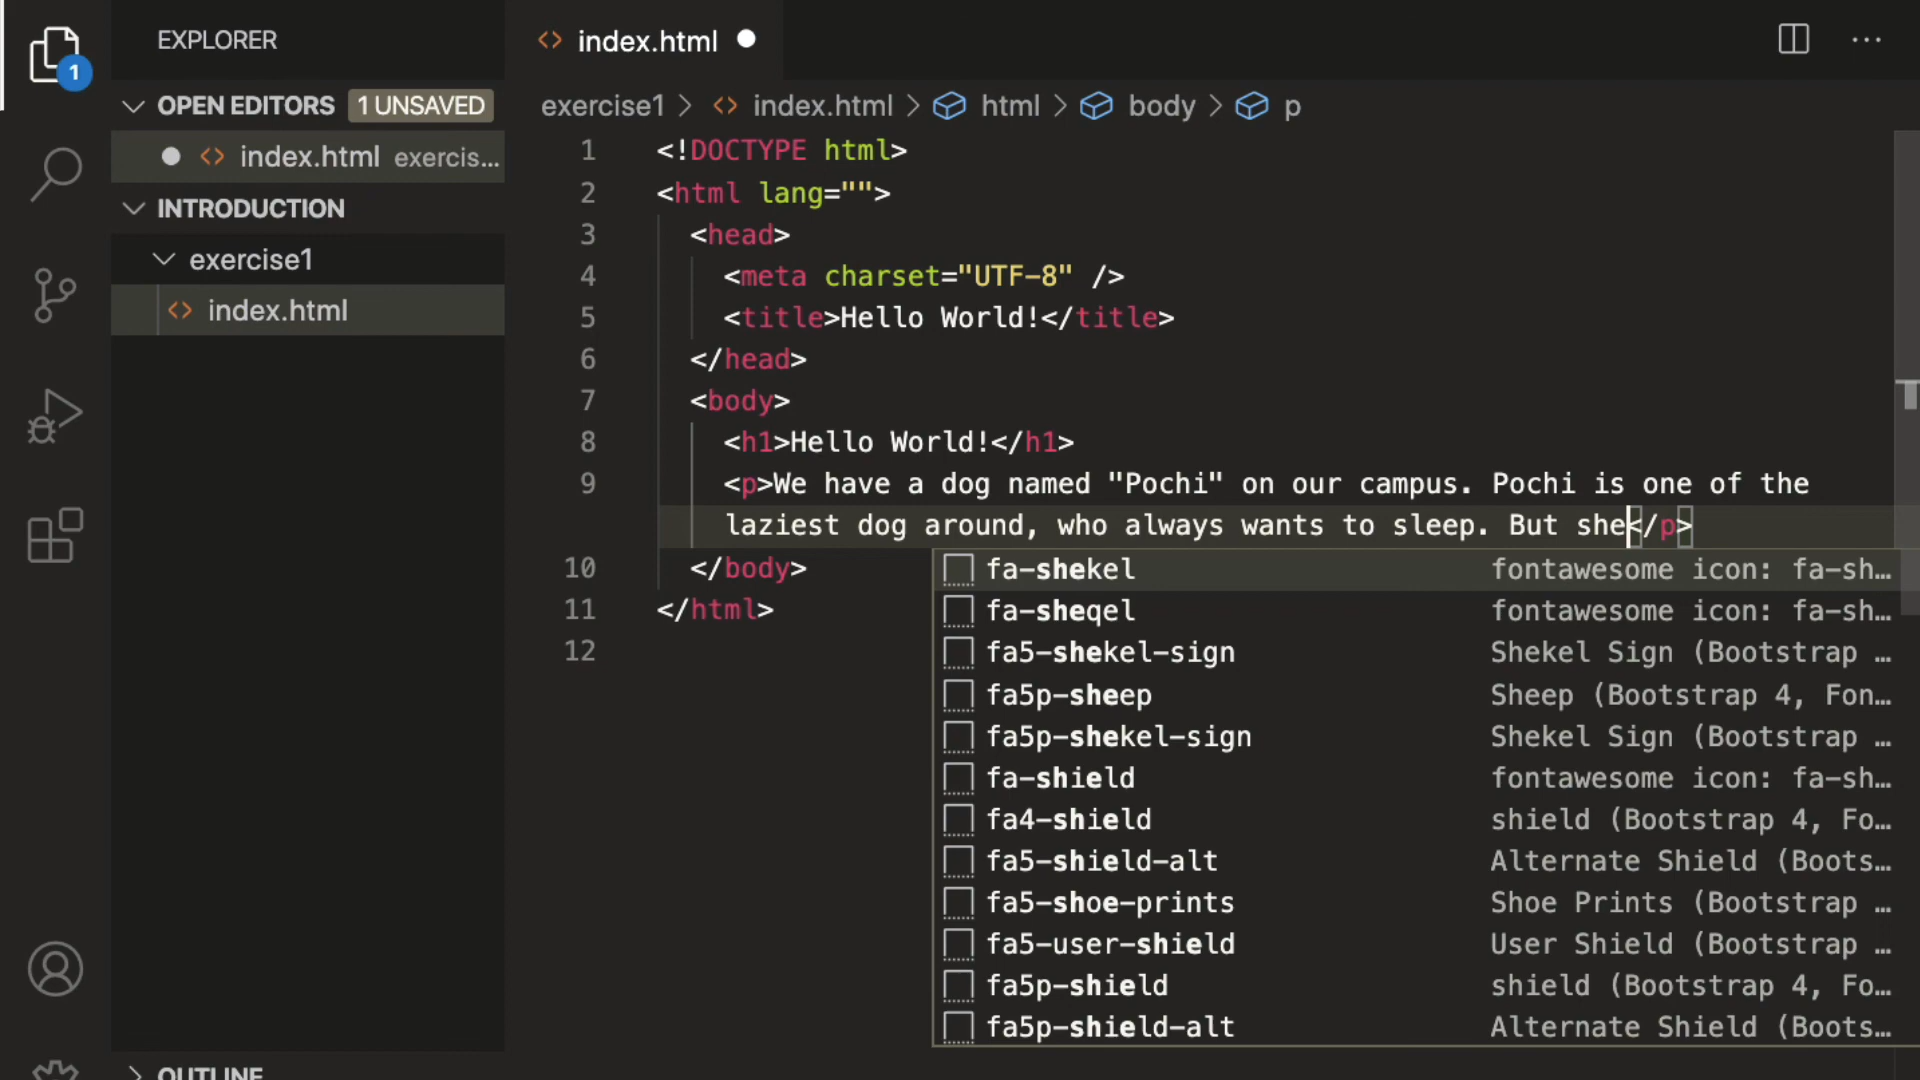 EXPLORER
index.html
1
OPEN EDITORS 1 UNSAVED
index.html exercis...
INTRODUCTION
exercise1
index.html
OUTLINE
exercise1 > index.html > html > body > p
1 <!DOCTYPE html>
2 <html lang="">
3 <head>
4 <meta charset="UTF-8" />
5 <title>Hello World!</title>
6 </head>
7 <body>
8 <h1>Hello World!</h1>
9 <p>We have a dog named "Pochi" on our campus. Pochi is one of the
laziest dog around, who always wants to sleep. But she</p>
10 </body>
11 </html>
12
fa-shekel fontawesome icon: fa-sh...
fa-sheqel fontawesome icon: fa-sh...
fa5-shekel-sign Shekel Sign (Bootstrap ...
fa5p-sheep Sheep (Bootstrap 4, Fon...
fa5p-shekel-sign Shekel Sign (Bootstrap ...
fa-shield fontawesome icon: fa-sh...
fa4-shield shield (Bootstrap 4, Fo...
fa5-shield-alt Alternate Shield (Boots...
fa5-shoe-prints Shoe Prints (Bootstrap ...
fa5-user-shield User Shield (Bootstrap ...
fa5p-shield shield (Bootstrap 4, Fo...
fa5p-shield-alt Alternate Shield (Boots...